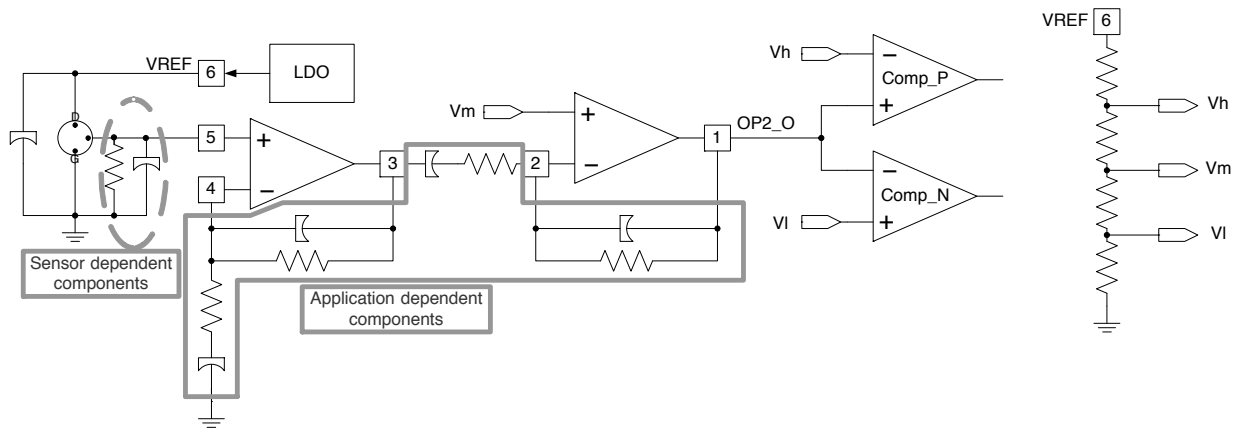 VREF 6
LDO
D
G
5
4
3
Vm
2
1
OP2_O
Vh
Comp_P
Comp_N
Vl
+
−
+
−
−
+
−
+
Sensor dependent
components
Application dependent
components
VREF 6
Vh
Vm
Vl